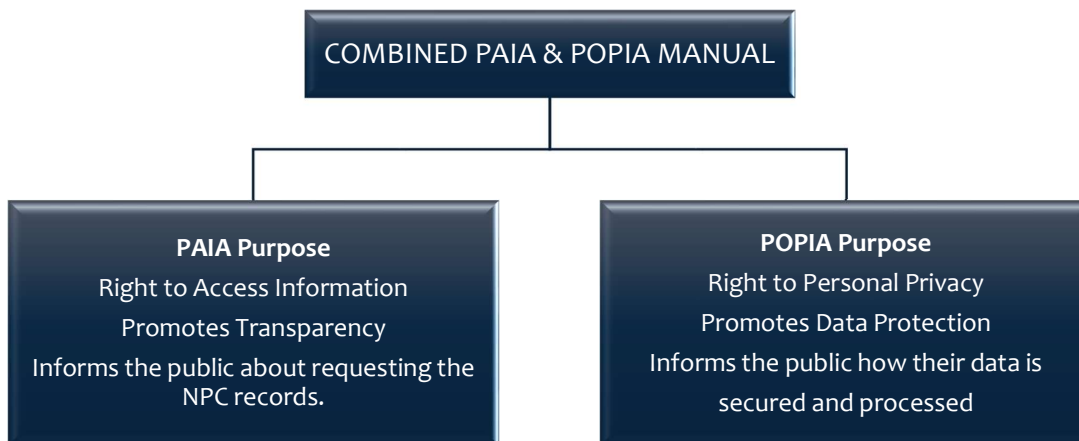 COMBINED PAIA & POPIA MANUAL
PAIA Purpose
Right to Access Information
Promotes Transparency
Informs the public about requesting the
NPC records.
POPIA Purpose
Right to Personal Privacy
Promotes Data Protection
Informs the public how their data is
secured and processed